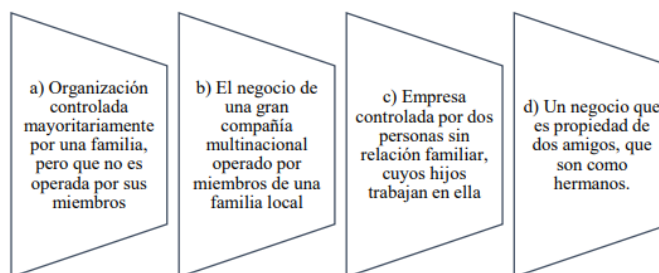 a) Organización
controlada
mayoritariamente
por una familia,
pero que no es
operada por sus
miembros
b) El negocio de
una gran
compañía
multinacional
operado por
miembros de una
familia local
c) Empresa
controlada por dos
personas sin
relación familiar,
cuyos hijos
trabajan en ella
d) Un negocio que
es propiedad de
dos amigos, que
son como
hermanos.